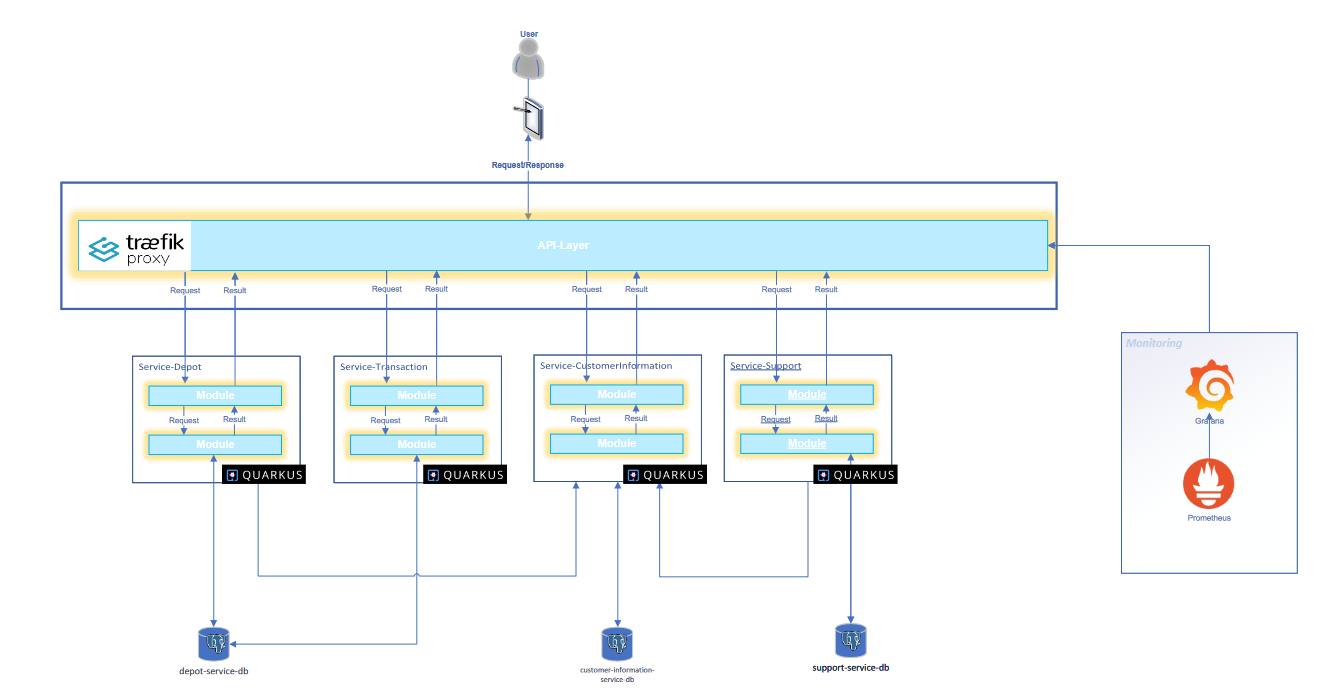 User
Request/Response
træfik
proxy
API-Layer
Request
Result
Request
Result
Request
Result
Request
Result
Service-Depot
Module
Request
Result
Module
QUARKUS
Service-Transaction
Module
Request
Result
Module
QUARKUS
Service-CustomerInformation
Module
Request
Result
Module
QUARKUS
Service-Support
Module
Request
Result
Module
QUARKUS
Monitoring
Grafana
Prometheus
depot-service-db
customer-information-
service-db
support-service-db